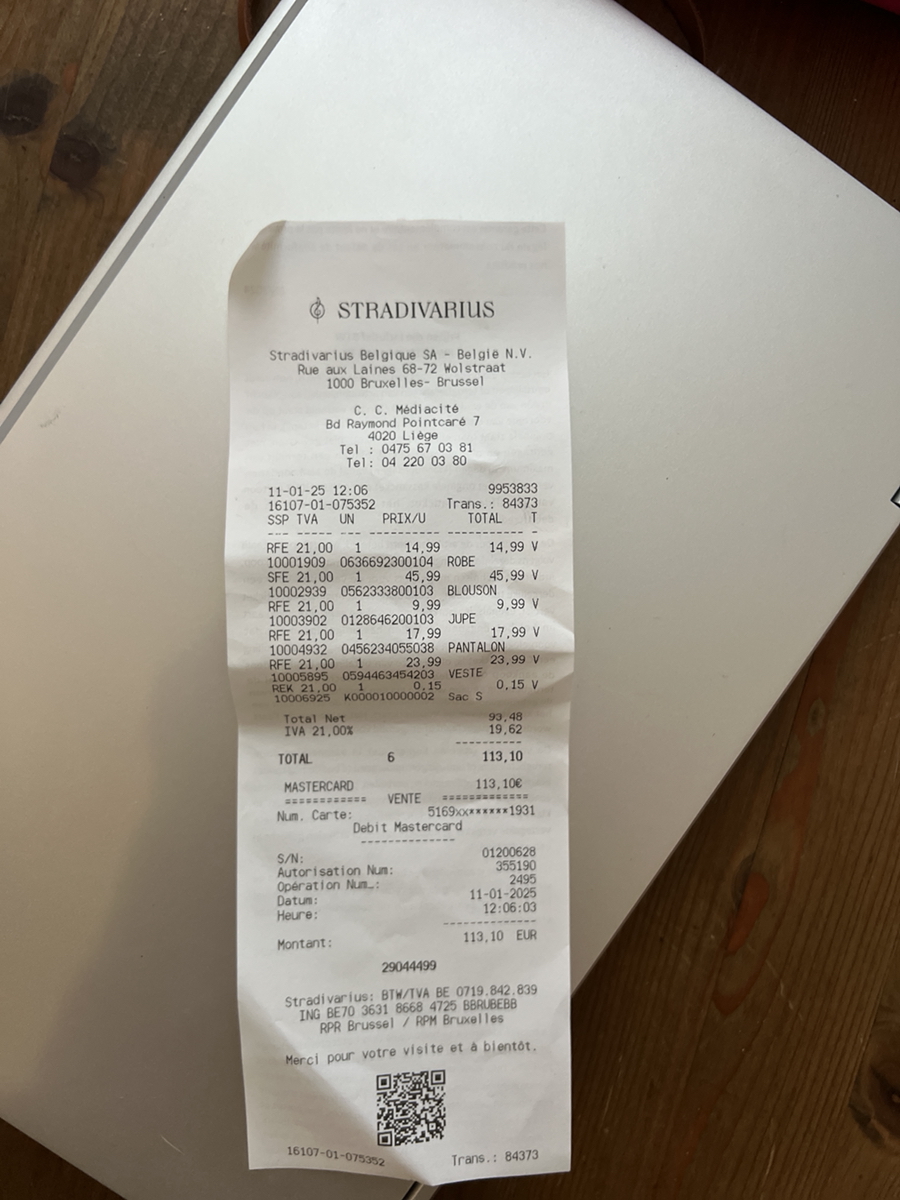 STRADIVARIUS
Stradivarius Belgique SA - België N.V.
Rue aux Laines 68-72 Wolstraat
1000 Bruxelles- Brussel
C. C. Médiacité
Bd Raymond Pointcaré 7
4020 Liège
Tel : 0475 67 03 81
Tel: 04 220 03 80
11-01-25 12:06 9953833
16107-01-075352 Trans.: 84373
SSP TVA UN PRIX/U TOTAL T
--- ----- --- ---------- ----------- -
RFE 21,00 1 14,99 14,99 V
10001909 0636692300104 ROBE
SFE 21,00 1 45,99 45,99 V
10002939 0562333800103 BLOUSON
RFE 21,00 1 9,99 9,99 V
10003902 0128646200103 JUPE
RFE 21,00 1 17,99 17,99 V
10004932 0456234055038 PANTALON
RFE 21,00 1 23,99 23,99 V
10005895 0594463454203 VESTE
REK 21,00 1 0,15 0,15 V
10006925 K000010000002 Sac S
Total Net 93,48
IVA 21,00% 19,62
----------
TOTAL 6 113,10
MASTERCARD 113,10€
============ VENTE =============
Num. Carte: 5169xx******1931
Debit Mastercard
--------------
S/N: 01200628
Autorisation Num: 355190
Opération Num.: 2495
Datum: 11-01-2025
Heure: 12:06:03
--------------
Montant: 113,10 EUR
29044499
Stradivarius: BTW/TVA BE 0719.842.839
ING BE70 3631 8668 4725 BBRUBEBB
RPR Brussel / RPM Bruxelles
Merci pour votre visite et à bientôt.
16107-01-075352 Trans.: 84373